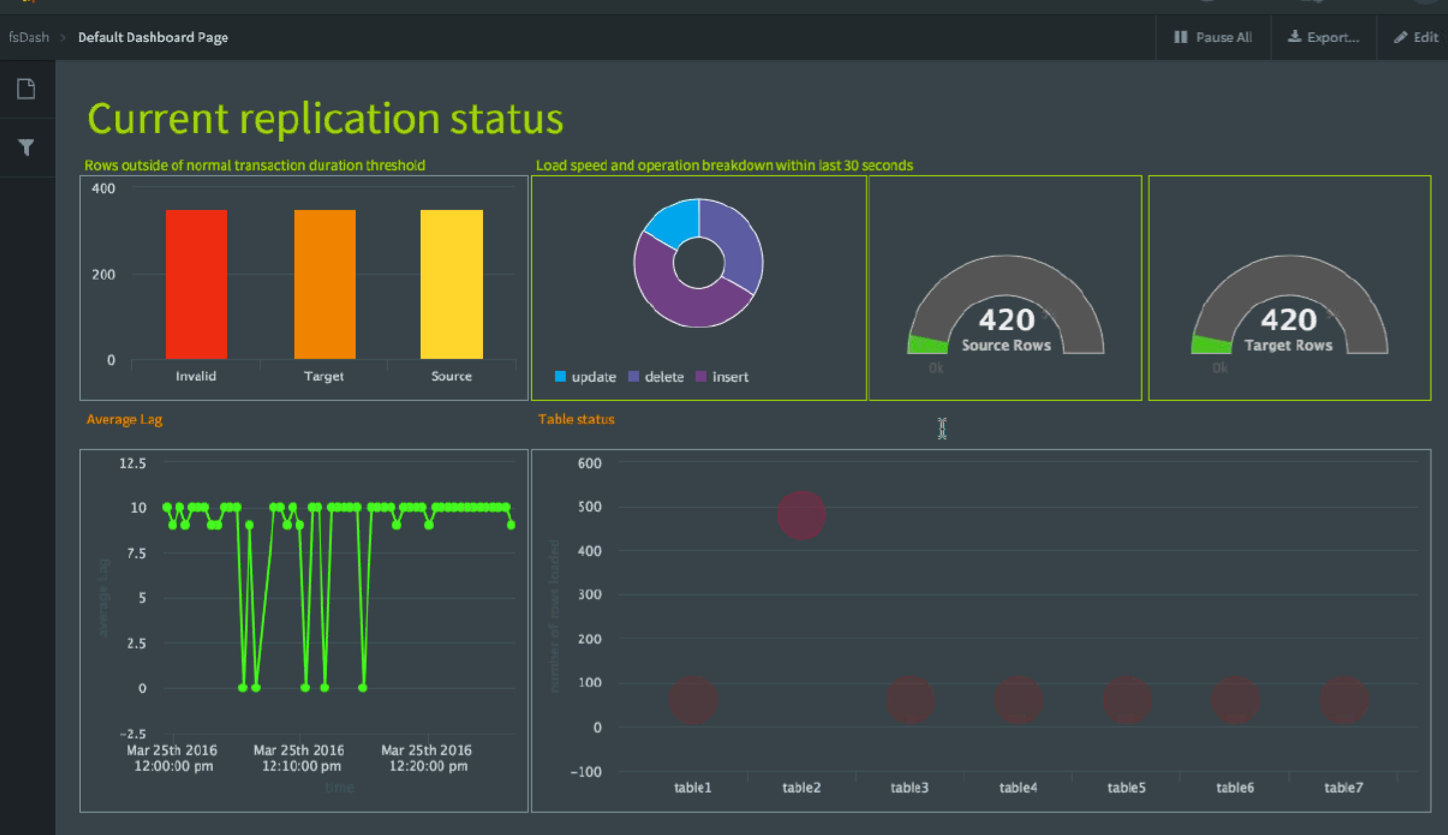 fsDash > Default Dashboard Page
Pause All
Export...
Edit
Current replication status
Rows outside of normal transaction duration threshold
400
200
0
Invalid Target Source
Load speed and operation breakdown within last 30 seconds
update delete insert
420
Source Rows
0k
420
Target Rows
0k
Average Lag
12.5
10
7.5
5
2.5
0
-2.5
average lag
Mar 25th 2016 Mar 25th 2016 Mar 25th 2016
12:00:00 pm 12:10:00 pm 12:20:00 pm
time
Table status
600
500
400
300
200
100
0
-100
number of rows loaded
table1 table2 table3 table4 table5 table6 table7